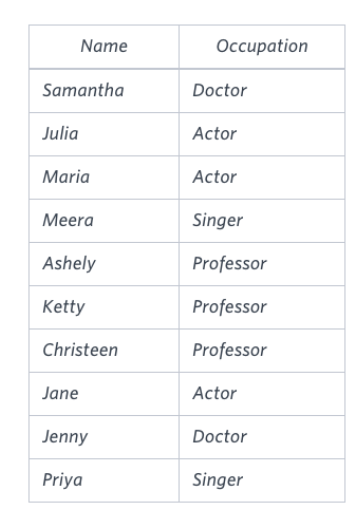 Name Occupation
Samantha Doctor
Julia Actor
Maria Actor
Meera Singer
Ashely Professor
Ketty Professor
Christeen Professor
Jane Actor
Jenny Doctor
Priya Singer